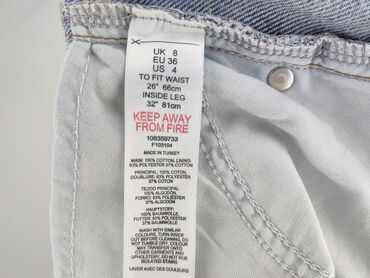 UK 8
EU 36
US 4
TO FIT WAIST
26" 66cm
INSIDE LEG
32" 81cm
KEEP AWAY
FROM FIRE
108359733
F103104
MADE IN TURKEY
MAIN: 100% COTTON, LINING,
63% POLYESTER 37% COTTON
PRINCIPAL: 100% COTON,
DOUBLURE: 63% POLYESTER
37% COTON
TEJIDO PRINCIPAL:
100% ALGODÓN,
FORRO: 63% POLIÉSTER
37% ALGODÓN
HAUPTSTOFF:
100% BAUMWOLLE,
FUTTER: 63% POLYESTER
37% BAUMWOLLE
WASH WITH SIMILAR
COLOURS, TURN INSIDE
OUT BEFORE CLEANING, DO
NOT TUMBLE DRY, COLOUR
MAY TRANSFER ONTO
OTHER GARMENTS AND
UPHOLSTERY, DO NOT RUB
ISOLATED STAINS
LAVER AVEC DES COULEURS